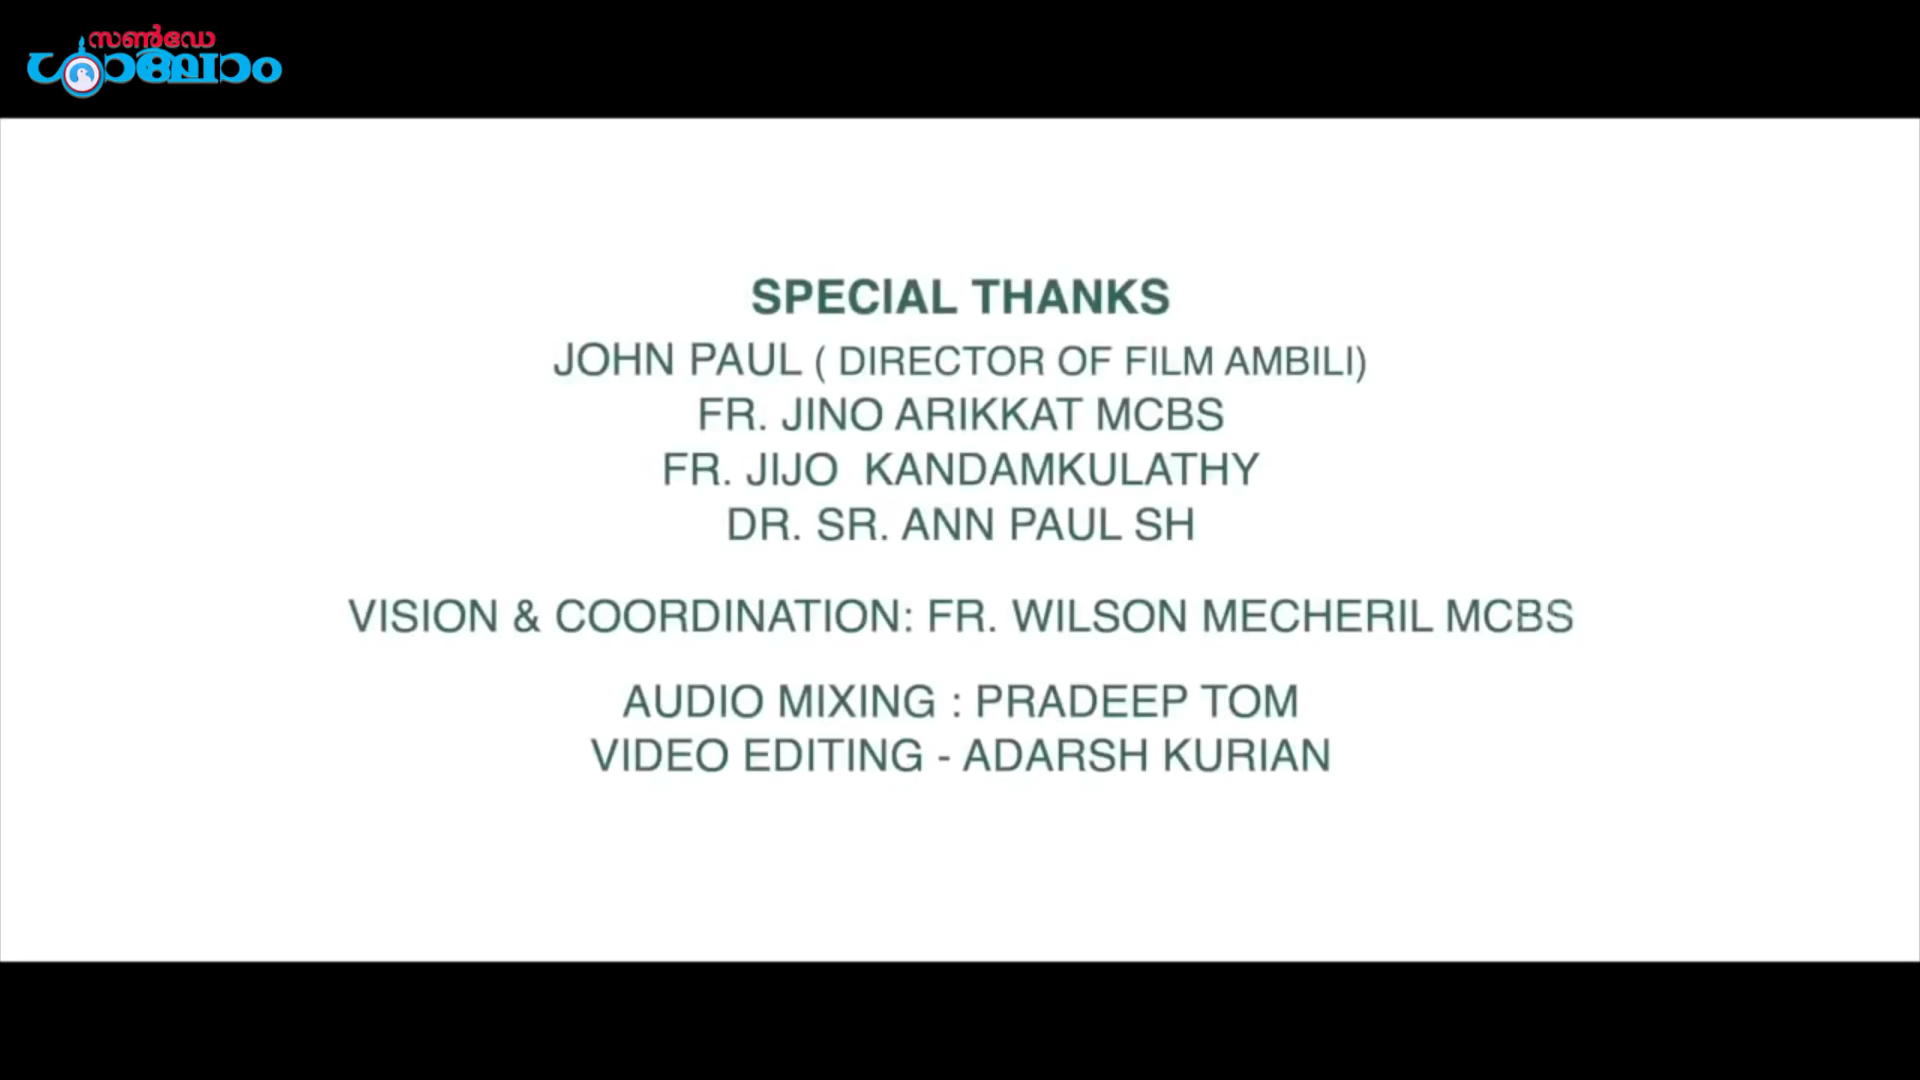 സൺഡേ
ശാലോം
SPECIAL THANKS
JOHN PAUL ( DIRECTOR OF FILM AMBILI)
FR. JINO ARIKKAT MCBS
FR. JIJO KANDAMKULATHY
DR. SR. ANN PAUL SH
VISION & COORDINATION: FR. WILSON MECHERIL MCBS
AUDIO MIXING : PRADEEP TOM
VIDEO EDITING - ADARSH KURIAN